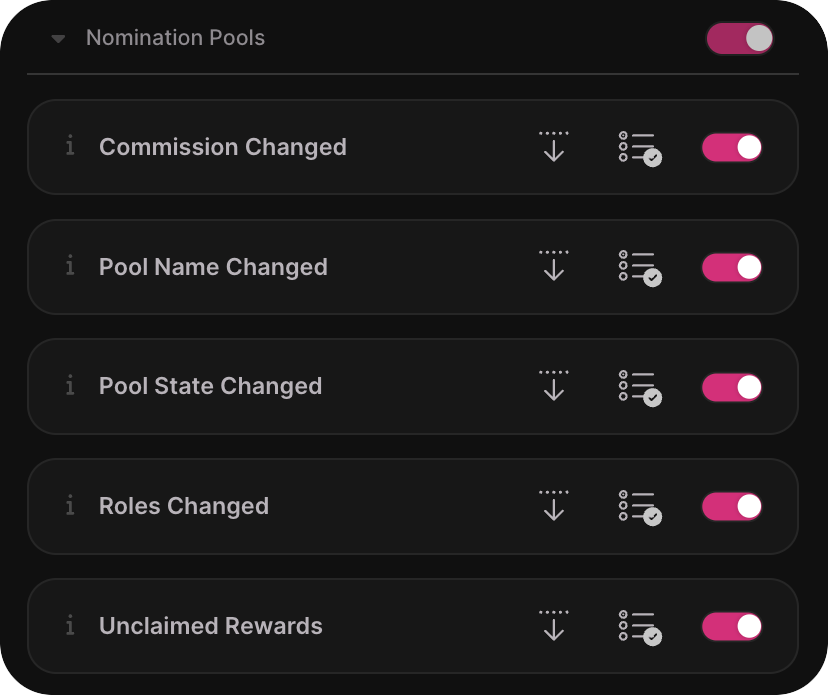 Nomination Pools
Commission Changed
Pool Name Changed
Pool State Changed
Roles Changed
Unclaimed Rewards